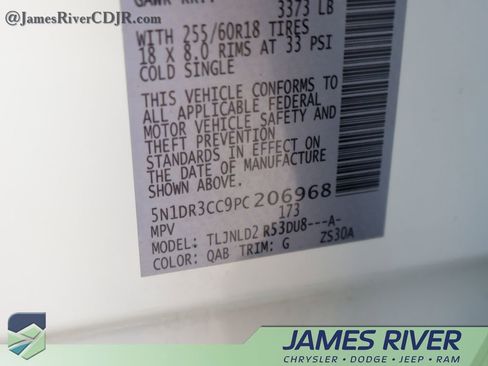 GAWR RR:
3373 LB
WITH 255/60R18 TIRES
18 X 8.0 RIMS AT 33 PSI
COLD SINGLE
THIS VEHICLE CONFORMS TO
ALL APPLICABLE FEDERAL
MOTOR VEHICLE SAFETY AND
THEFT PREVENTION
STANDARDS IN EFFECT ON
THE DATE OF MANUFACTURE
SHOWN ABOVE.
5N1DR3CC9PC206968
MPV 173
MODEL: TLJNLD2 R53DU8---A-
COLOR: QAB TRIM: G ZS30A
@JamesRiverCDJR.com
JAMES RIVER
CHRYSLER • DODGE • JEEP • RAM